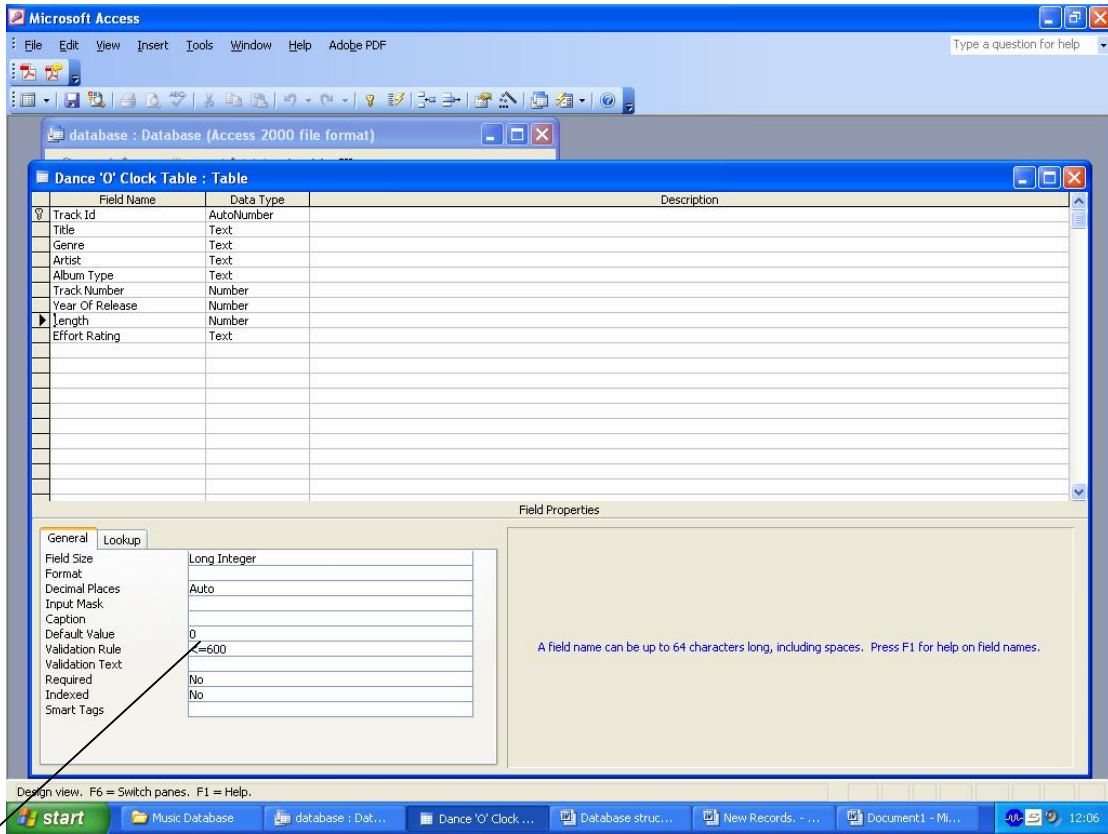 Microsoft Access
File Edit View Insert Tools Window Help Adobe PDF Type a question for help
database : Database (Access 2000 file format)
Dance 'O' Clock Table : Table
Field Name Data Type Description
Track Id AutoNumber
Title Text
Genre Text
Artist Text
Album Type Text
Track Number Number
Year Of Release Number
Length Number
Effort Rating Text
Field Properties
General Lookup
Field Size Long Integer
Format
Decimal Places Auto
Input Mask
Caption
Default Value 0
Validation Rule <=600
Validation Text
Required No
Indexed No
Smart Tags
A field name can be up to 64 characters long, including spaces. Press F1 for help on field names.
Design view. F6 = Switch panes. F1 = Help.
start Music Database database : Dat... Dance 'O' Clock ... Database struc... New Records. - ... Document1 - Mi... 12:06